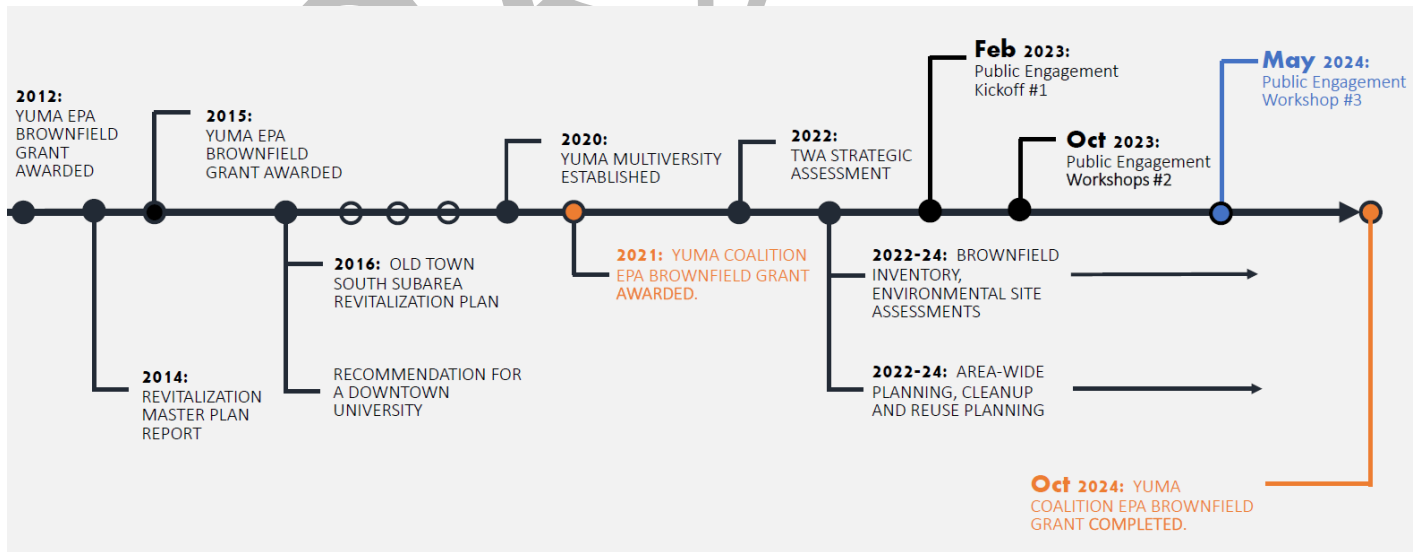 2012:
YUMA EPA
BROWNFIELD
GRANT
AWARDED
2015:
YUMA EPA
BROWNFIELD
GRANT AWARDED
2020:
YUMA MULTIVERSITY
ESTABLISHED
2022:
TWA STRATEGIC
ASSESSMENT
Feb 2023:
Public Engagement
Kickoff #1
Oct 2023:
Public Engagement
Workshops #2
May 2024:
Public Engagement
Workshop #3
2014:
REVITALIZATION
MASTER PLAN
REPORT
2016: OLD TOWN
SOUTH SUBAREA
REVITALIZATION PLAN
RECOMMENDATION FOR
A DOWNTOWN
UNIVERSITY
2021: YUMA COALITION
EPA BROWNFIELD GRANT
AWARDED.
2022-24: BROWNFIELD
INVENTORY,
ENVIRONMENTAL SITE
ASSESSMENTS
2022-24: AREA-WIDE
PLANNING, CLEANUP
AND REUSE PLANNING
Oct 2024: YUMA
COALITION EPA BROWNFIELD
GRANT COMPLETED.